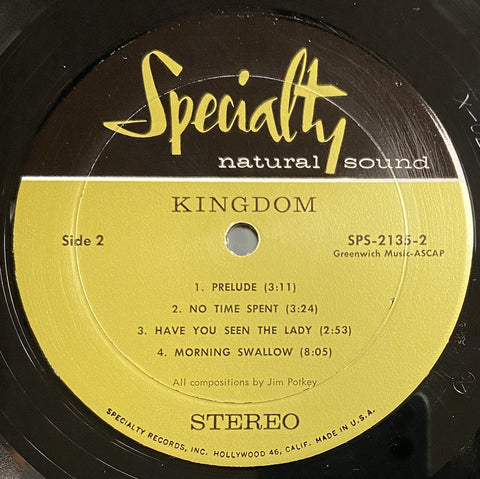 Specialty
natural sound
KINGDOM
Side 2
SPS-2135-2
Greenwich Music-ASCAP
1. PRELUDE (3:11)
2. NO TIME SPENT (3:24)
3. HAVE YOU SEEN THE LADY (2:53)
4. MORNING SWALLOW (8:05)
All compositions by Jim Potkey
STEREO
SPECIALTY RECORDS, INC. HOLLYWOOD 46, CALIF. MADE IN U.S.A.